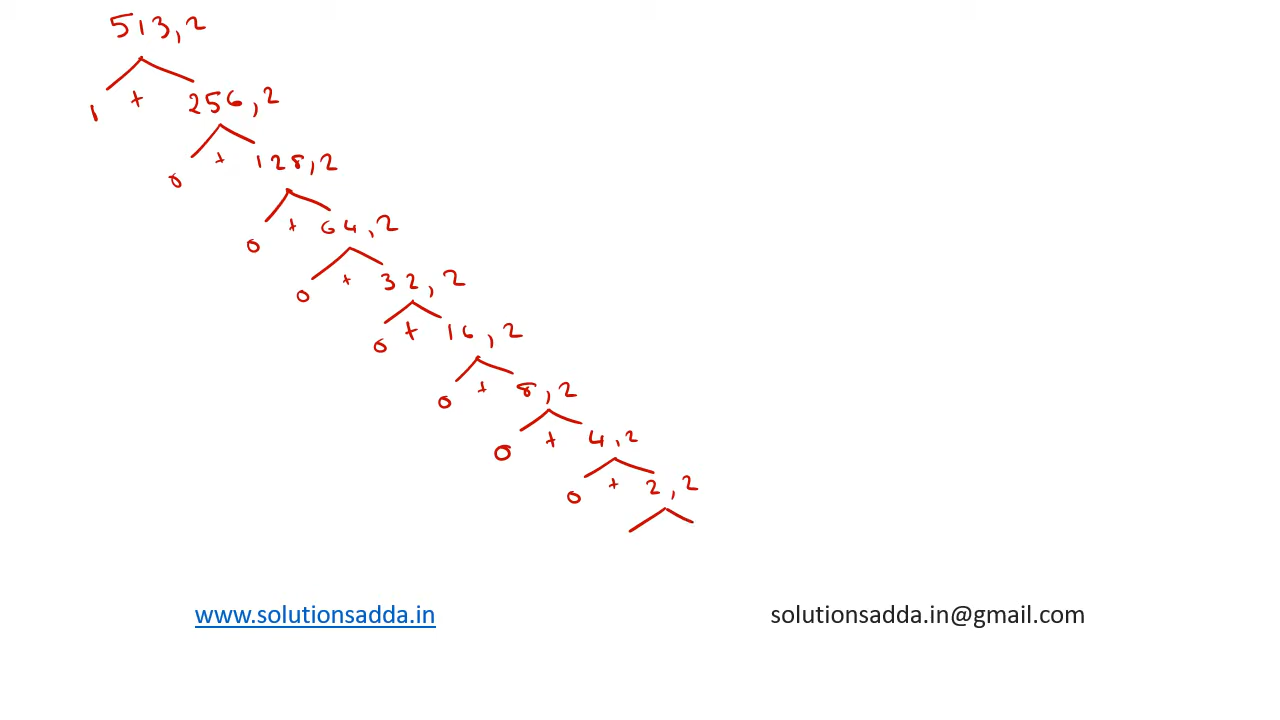 513,2
1 + 256,2
0 + 128,2
0 + 64,2
0 + 32,2
0 + 16,2
0 + 8,2
0 + 4,2
0 + 2,2
www.solutionsadda.in solutionsadda.in@gmail.com